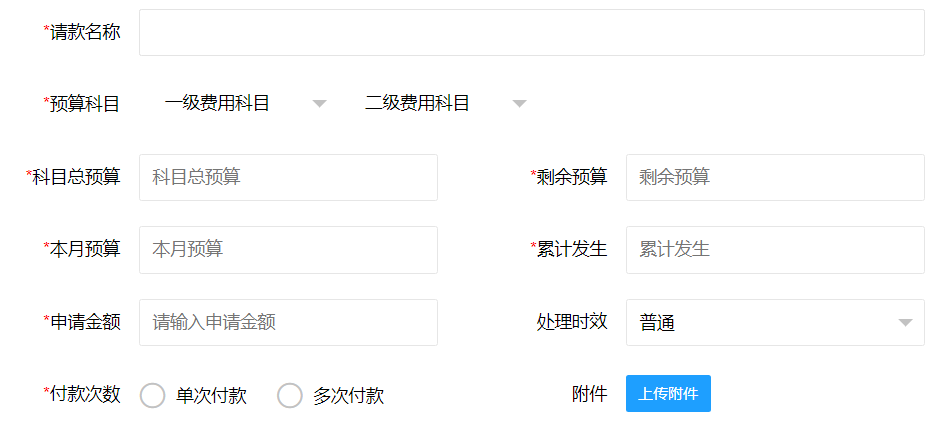 *请款名称
*预算科目 一级费用科目 二级费用科目
*科目总预算 科目总预算 *剩余预算 剩余预算
*本月预算 本月预算 *累计发生 累计发生
*申请金额 请输入申请金额 处理时效 普通
*付款次数 单次付款 多次付款 附件 上传附件